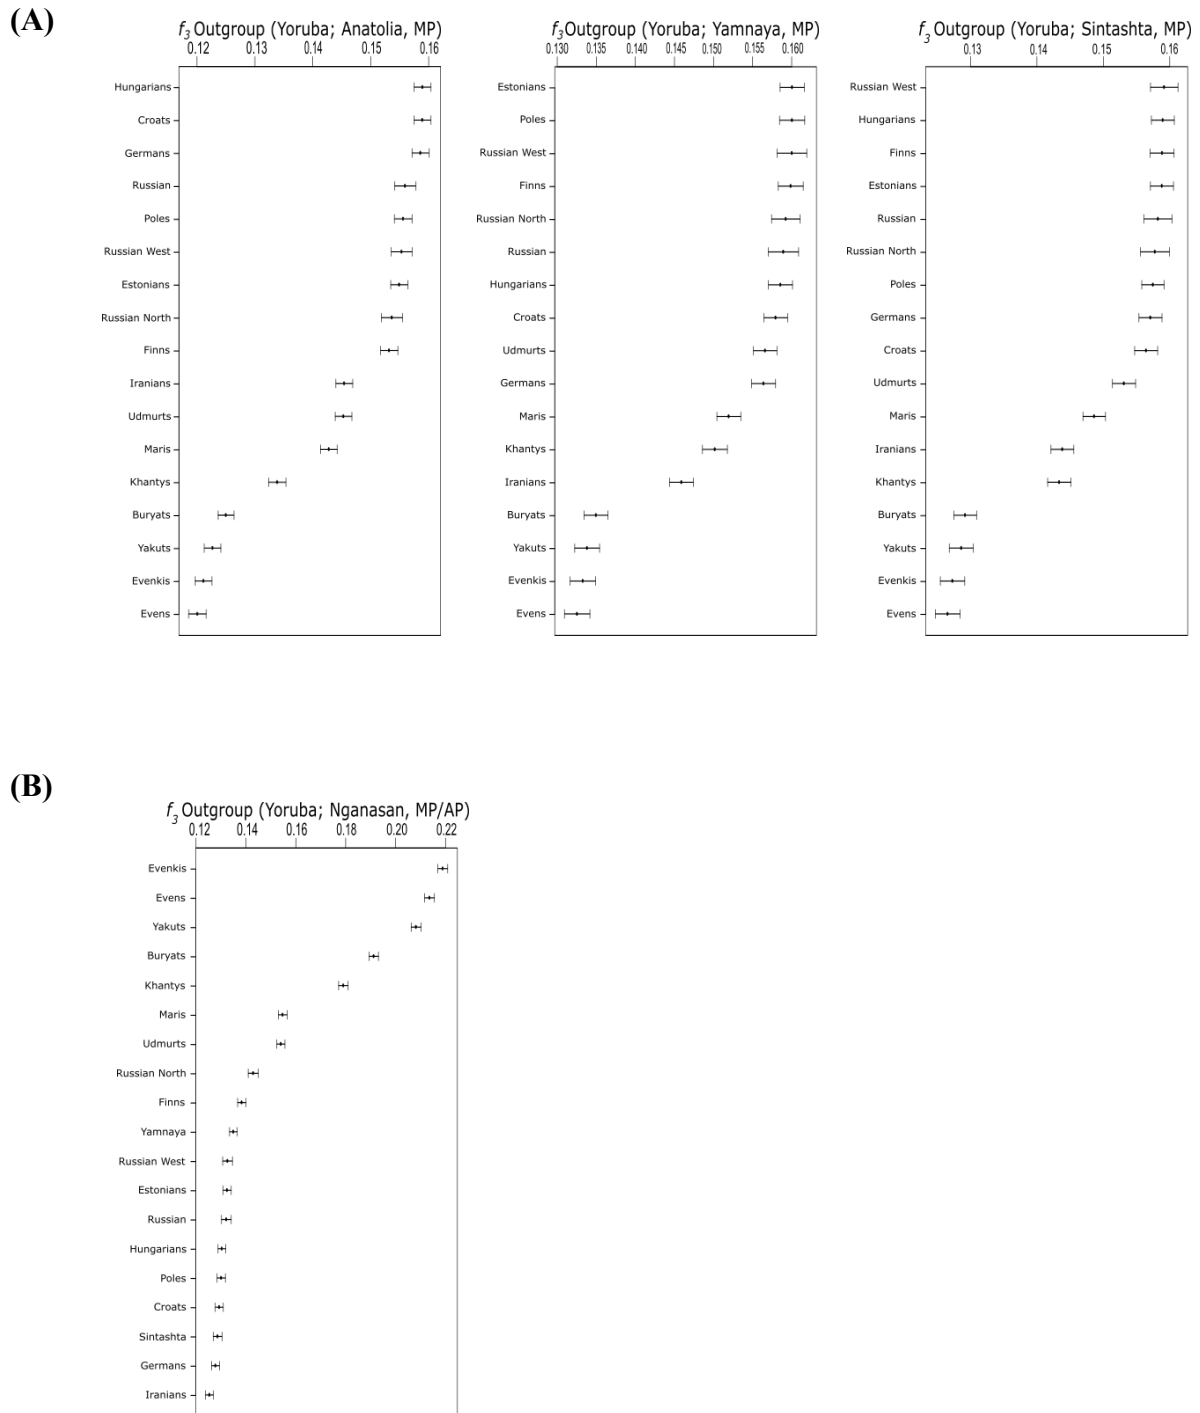 (A)
f3 Outgroup (Yoruba; Anatolia, MP)
0.12 0.13 0.14 0.15 0.16
Hungarians
Croats
Germans
Russian
Poles
Russian West
Estonians
Russian North
Finns
Iranians
Udmurts
Maris
Khantys
Buryats
Yakuts
Evenkis
Evens
f3 Outgroup (Yoruba; Yamnaya, MP)
0.130 0.135 0.140 0.145 0.150 0.155 0.160
Estonians
Poles
Russian West
Finns
Russian North
Russian
Hungarians
Croats
Udmurts
Germans
Maris
Khantys
Iranians
Buryats
Yakuts
Evenkis
Evens
f3 Outgroup (Yoruba; Sintashta, MP)
0.13 0.14 0.15 0.16
Russian West
Hungarians
Finns
Estonians
Russian
Russian North
Poles
Germans
Croats
Udmurts
Maris
Iranians
Khantys
Buryats
Yakuts
Evenkis
Evens
(B)
f3 Outgroup (Yoruba; Nganasan, MP/AP)
0.12 0.14 0.16 0.18 0.20 0.22
Evenkis
Evens
Yakuts
Buryats
Khantys
Maris
Udmurts
Russian North
Finns
Yamnaya
Russian West
Estonians
Russian
Hungarians
Poles
Croats
Sintashta
Germans
Iranians